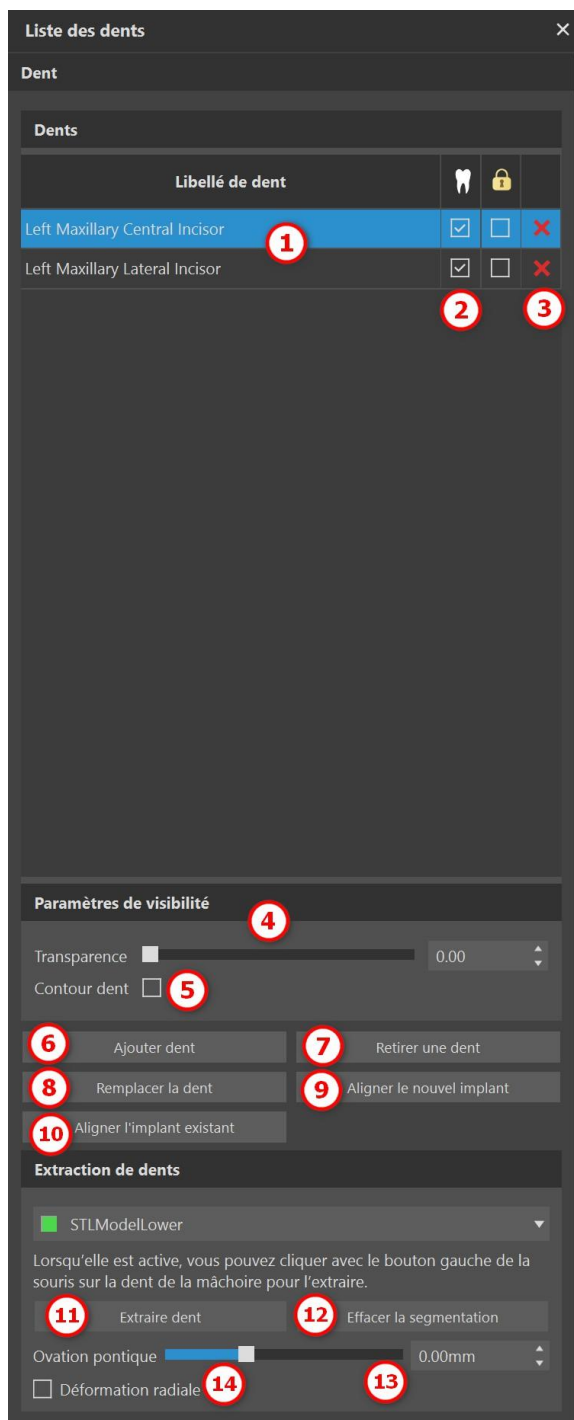 Liste des dents
Dent
Dents
Libellé de dent
Left Maxillary Central Incisor 1
Left Maxillary Lateral Incisor
2 3
Paramètres de visibilité
4
Transparence 0.00
Contour dent 5
6 Ajouter dent 7 Retirer une dent
8 Remplacer la dent 9 Aligner le nouvel implant
10 Aligner l'implant existant
Extraction de dents
STLModelLower
Lorsqu'elle est active, vous pouvez cliquer avec le bouton gauche de la
souris sur la dent de la mâchoire pour l'extraire.
11 Extraire dent 12 Effacer la segmentation
Ovation pontique 0.00mm
Déformation radiale 14 13